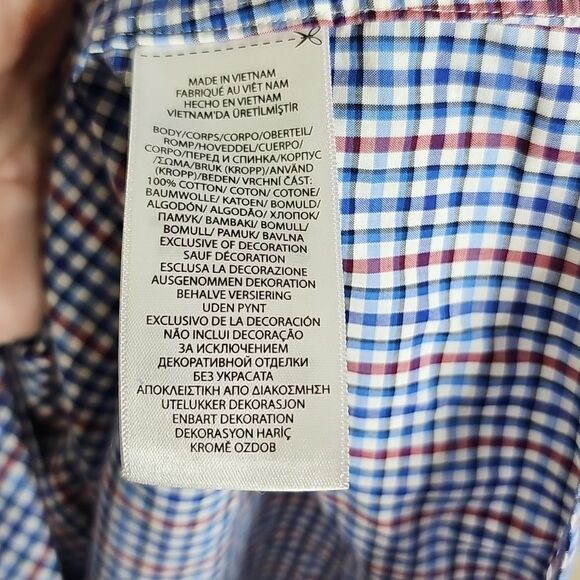 MADE IN VIETNAM
FABRIQUÉ AU VIÊT NAM
HECHO EN VIETNAM
VIETNAM'DA ÜRETİLMİŞTİR
BODY/CORPS/CORPO/OBERTEIL/
ROMP/HOVEDDEL/CUERPO/
CORPO/ПЕРЕД И СПИНКА/КОРПУС
/ΣΩΜΑ/BRUK (KROPP)/ANVÄND
(KROPP)/BEDEN/ VRCHNÍ ČÁST:
100% COTTON/ COTON/ COTONE/
BAUMWOLLE/ KATOEN/ BOMULD/
ALGODÓN/ ALGODÃO/ ХЛОПОК/
ПАМУК/ ΒΑΜΒΑΚΙ/ BOMULL/
BOMULL/ PAMUK/ BAVLNA
EXCLUSIVE OF DECORATION
SAUF DÉCORATION
ESCLUSA LA DECORAZIONE
AUSGENOMMEN DEKORATION
BEHALVE VERSIERING
UDEN PYNT
EXCLUSIVO DE LA DECORACIÓN
NÃO INCLUI DECORAÇÃO
ЗА ИСКЛЮЧЕНИЕМ
ДЕКОРАТИВНОЙ ОТДЕЛКИ
БЕЗ УКРАСАТА
ΑΠΟΚΛΕΙΣΤΙΚΗ ΑΠΟ ΔΙΑΚΟΣΜΗΣΗ
UTELUKKER DEKORASJON
ENBART DEKORATION
DEKORASYON HARİÇ
KROMĚ OZDOB